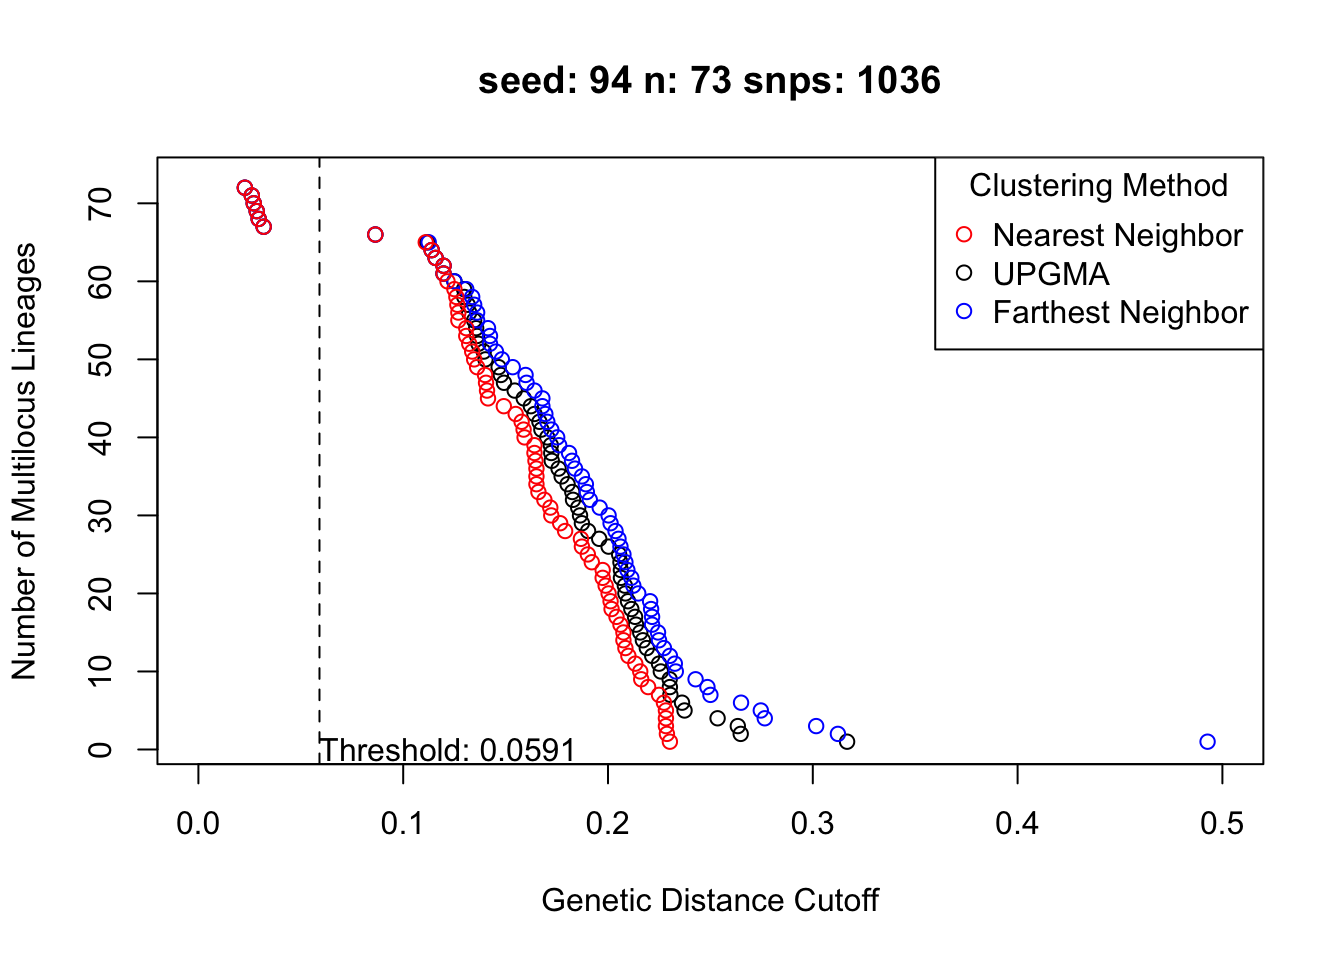 seed: 94 n: 73 snps: 1036
Number of Multilocus Lineages
70
60
50
40
30
20
10
0
Clustering Method
Nearest Neighbor
UPGMA
Farthest Neighbor
Threshold: 0.0591
0.0 0.1 0.2 0.3 0.4 0.5
Genetic Distance Cutoff